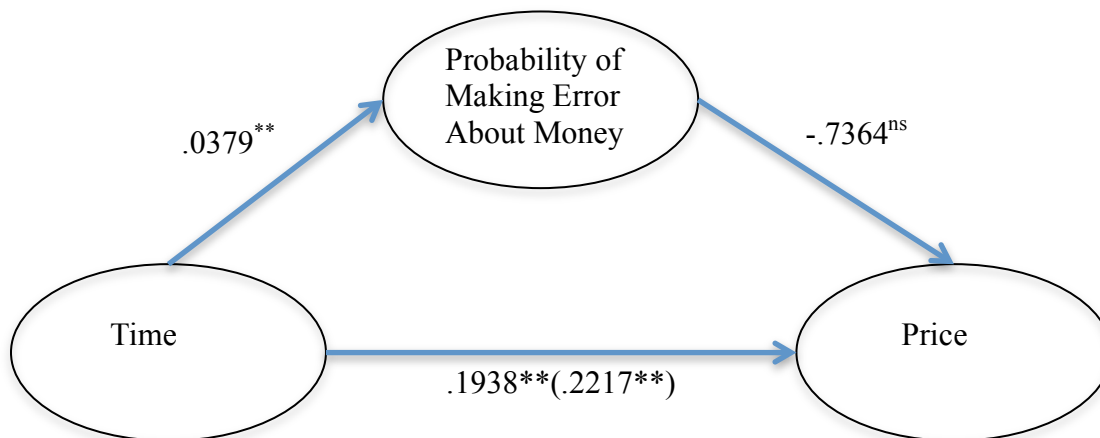 Probability of
Making Error
About Money
.0379**
-.7364ns
Time
Price
.1938**(.2217**)